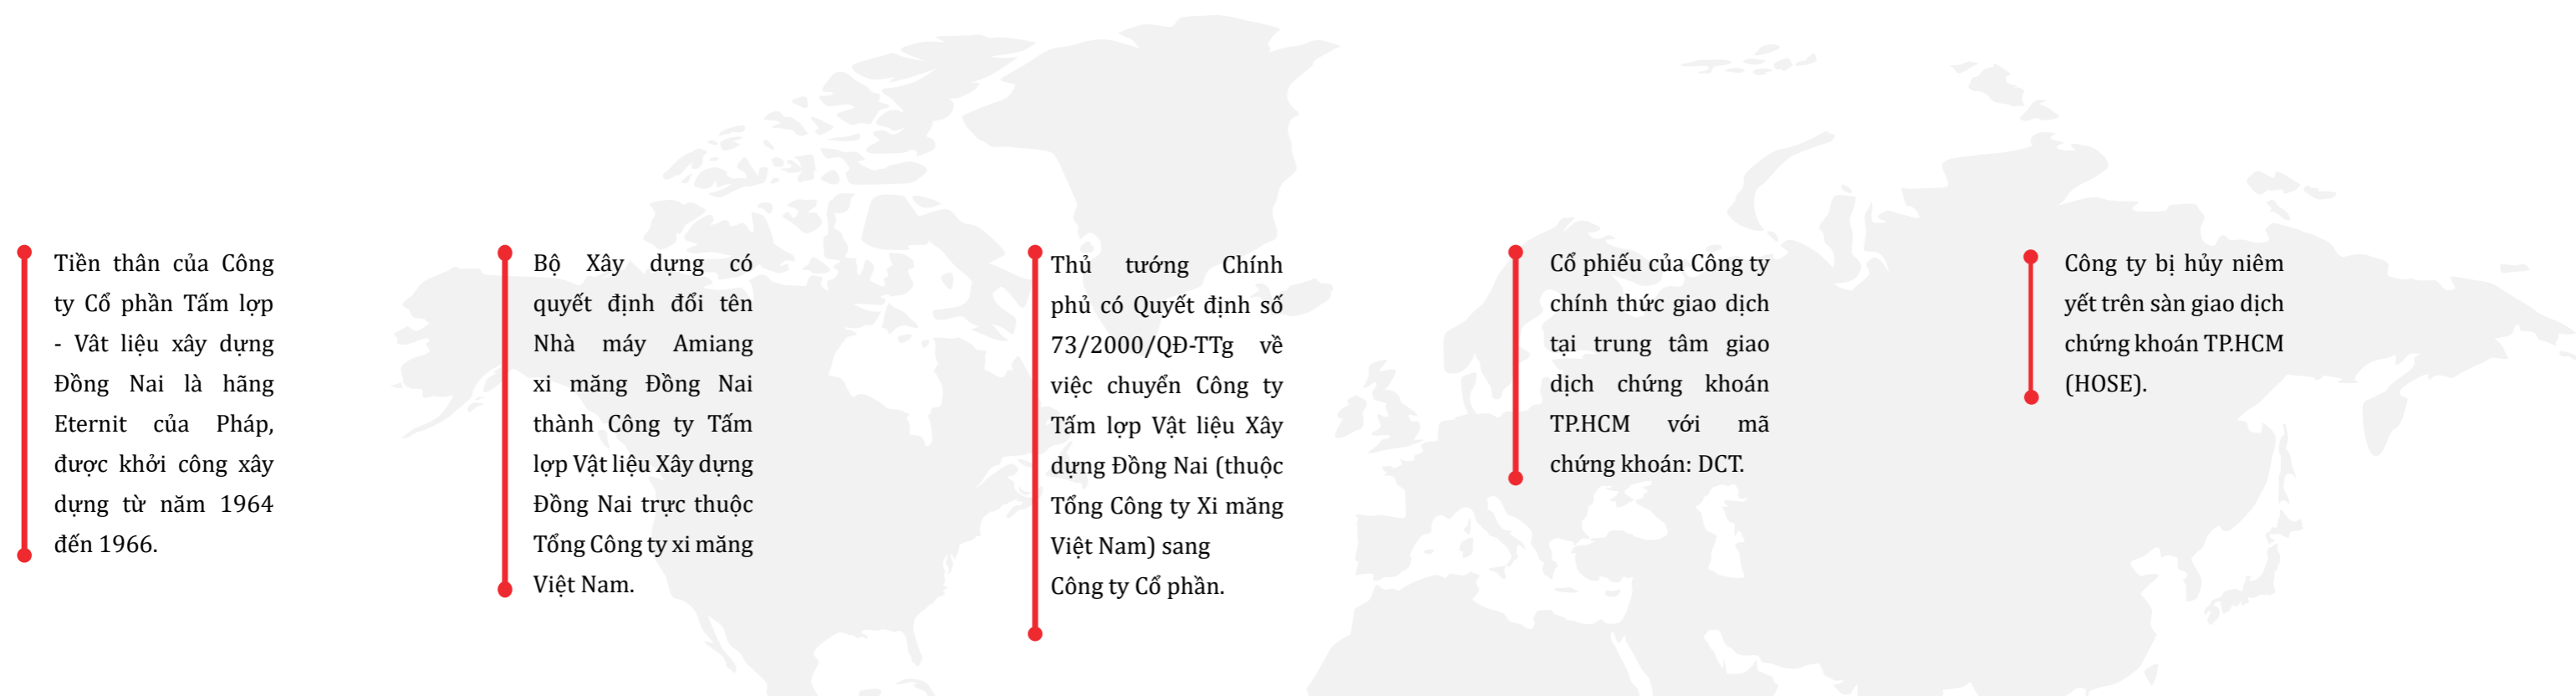 Tiền thân của Công
ty Cổ phần Tấm lợp
- Vât liệu xây dựng
Đồng Nai là hãng
Eternit của Pháp,
được khởi công xây
dựng từ năm 1964
đến 1966.
Bộ Xây dựng có
quyết định đổi tên
Nhà máy Amiang
xi măng Đồng Nai
thành Công ty Tấm
lợp Vật liệu Xây dựng
Đồng Nai trực thuộc
Tổng Công ty xi măng
Việt Nam.
Thủ tướng Chính
phủ có Quyết định số
73/2000/QĐ-TTg về
việc chuyển Công ty
Tấm lợp Vật liệu Xây
dựng Đồng Nai (thuộc
Tổng Công ty Xi măng
Việt Nam) sang
Công ty Cổ phần.
Cổ phiếu của Công ty
chính thức giao dịch
tại trung tâm giao
dịch chứng khoán
TP.HCM với mã
chứng khoán: DCT.
Công ty bị hủy niêm
yết trên sàn giao dịch
chứng khoán TP.HCM
(HOSE).